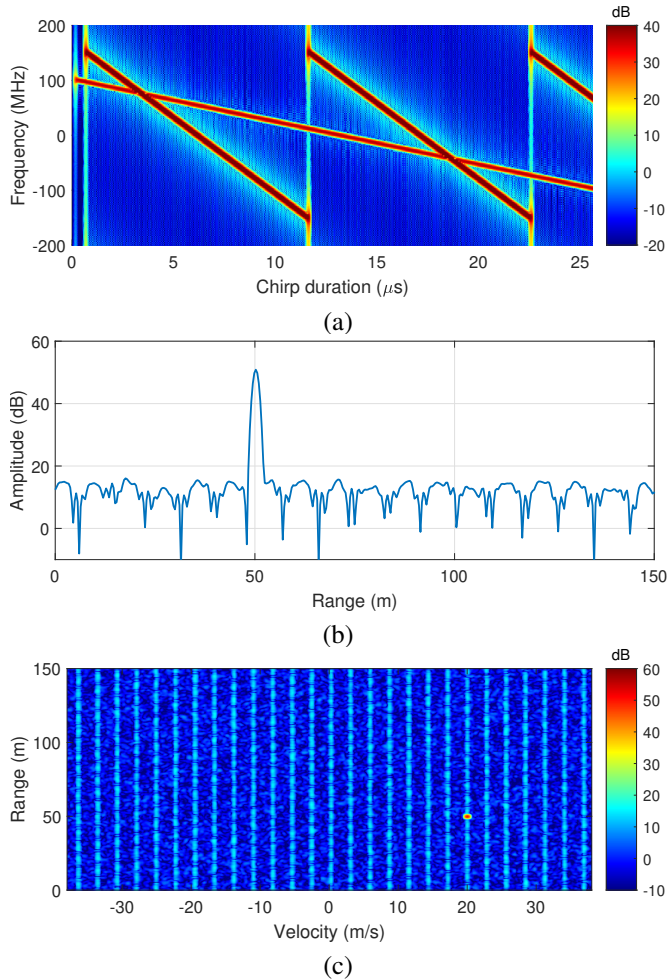 dB
200
100
0
-100
-200
Frequency (MHz)
0 5 10 15 20 25
Chirp duration (μs)
40
30
20
10
0
-10
-20
(a)
60
40
20
0
Amplitude (dB)
0 50 100 150
Range (m)
(b)
dB
150
100
50
0
Range (m)
-30 -20 -10 0 10 20 30
Velocity (m/s)
60
50
40
30
20
10
0
-10
(c)